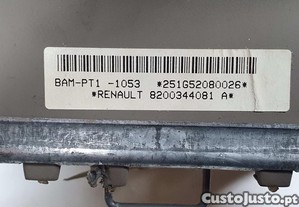 BAM-PT1 -1053 *251G52080026*
*RENAULT 8200344081 A*
CustoJusto.pt